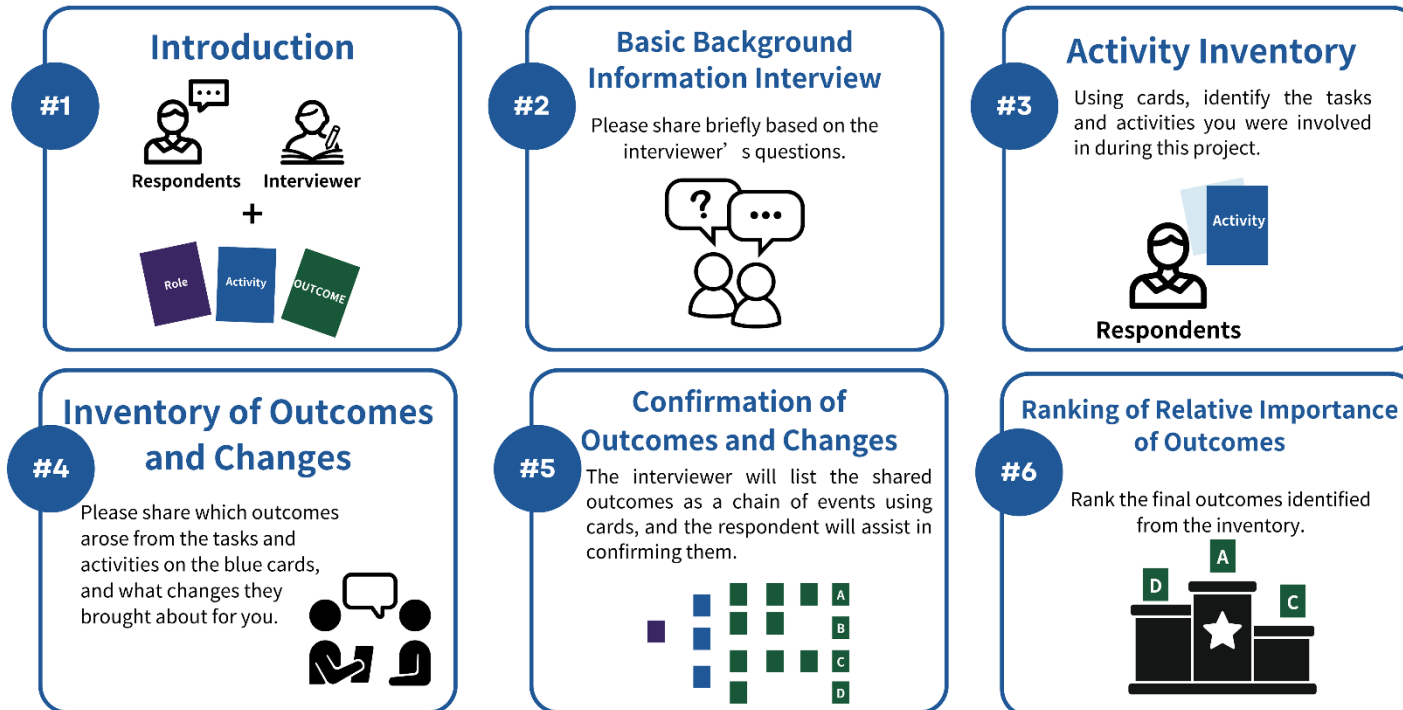 #1
Introduction
Respondents
Interviewer
+
Role
Activity
OUTCOME
#2
Basic Background
Information Interview
Please share briefly based on the
interviewer’s questions.
?
#3
Activity Inventory
Using cards, identify the tasks
and activities you were involved
in during this project.
Activity
Respondents
#4
Inventory of Outcomes
and Changes
Please share which outcomes
arose from the tasks and
activities on the blue cards,
and what changes they
brought about for you.
#5
Confirmation of
Outcomes and Changes
The interviewer will list the shared
outcomes as a chain of events using
cards, and the respondent will assist in
confirming them.
A
B
C
D
#6
Ranking of Relative Importance
of Outcomes
Rank the final outcomes identified
from the inventory.
A
D
C